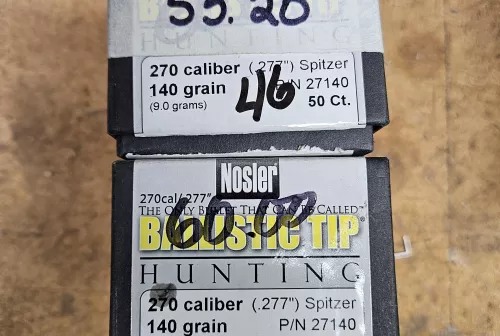 55.20
BALLISTIC TIP
HUNTING
270 caliber (.277") Spitzer
140 grain P/N 27140
(9.0 grams) 46 50 Ct.
Nosler
270cal/.277"
THE ONLY BULLET THAT CAN BE CALLED
60.00
BALLISTIC TIP®
HUNTING
270 caliber (.277") Spitzer
140 grain P/N 27140